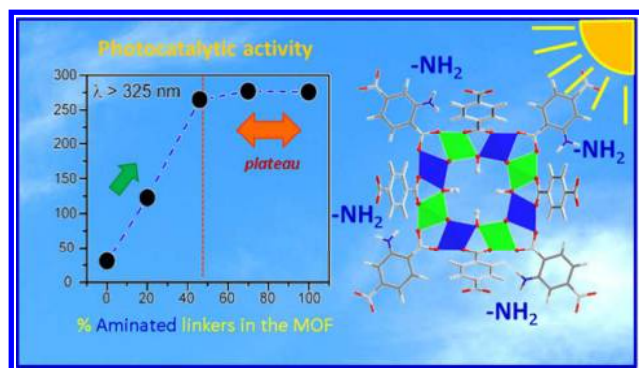 Photocatalytic activity
300
λ > 325 nm
250
200
150
100
50
0
plateau
0 20 40 60 80 100
% Aminated linkers in the MOF
-NH2
-NH2
-NH2
-NH2